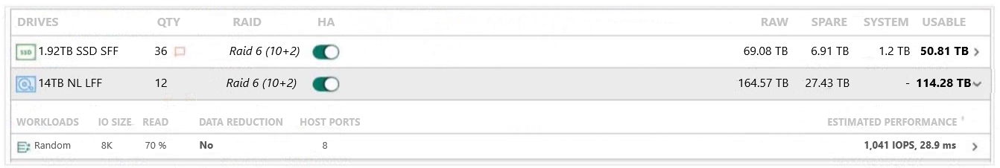 DRIVES QTY RAID HA RAW SPARE SYSTEM USABLE
SSD 1.92TB SSD SFF 36 Raid 6 (10+2) 69.08 TB 6.91 TB 1.2 TB 50.81 TB
14TB NL LFF 12 Raid 6 (10+2) 164.57 TB 27.43 TB - 114.28 TB
WORKLOADS IO SIZE READ DATA REDUCTION HOST PORTS ESTIMATED PERFORMANCE
Random 8K 70 % No 8 1,041 IOPS, 28.9 ms